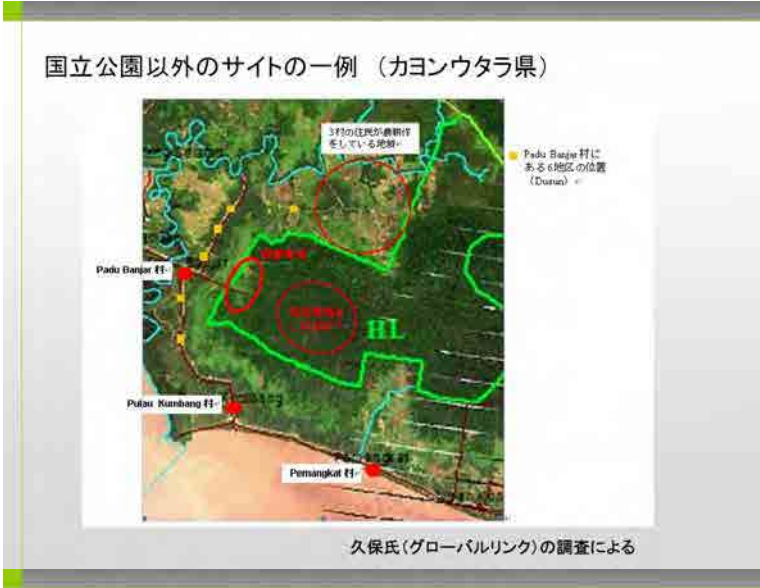 国立公園以外のサイトの一例 （カヨンウタラ県）
3村の住民が農耕作
をしている地域
Padu Banjar 村に
ある6地区の位置
（Dusun）
Padu Banjar 村
HL
Pulau Kumbang 村
Pemangkat 村
久保氏（グローバルリンク）の調査による